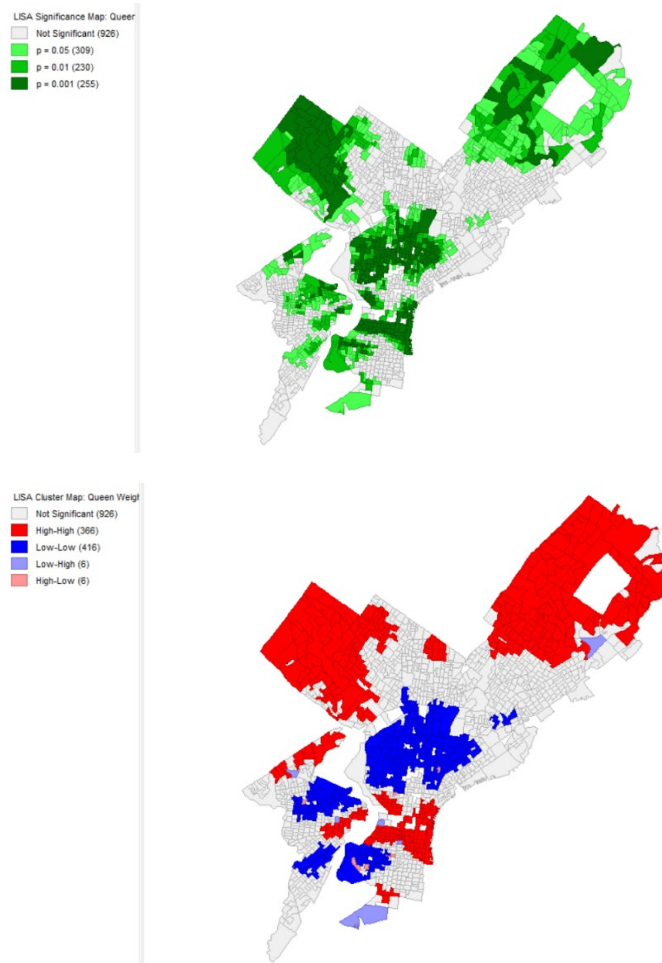 LISA Significance Map: Queer
Not Significant (926)
p = 0.05 (309)
p = 0.01 (230)
p = 0.001 (255)
LISA Cluster Map: Queen Weigh
Not Significant (926)
High-High (366)
Low-Low (416)
Low-High (6)
High-Low (6)